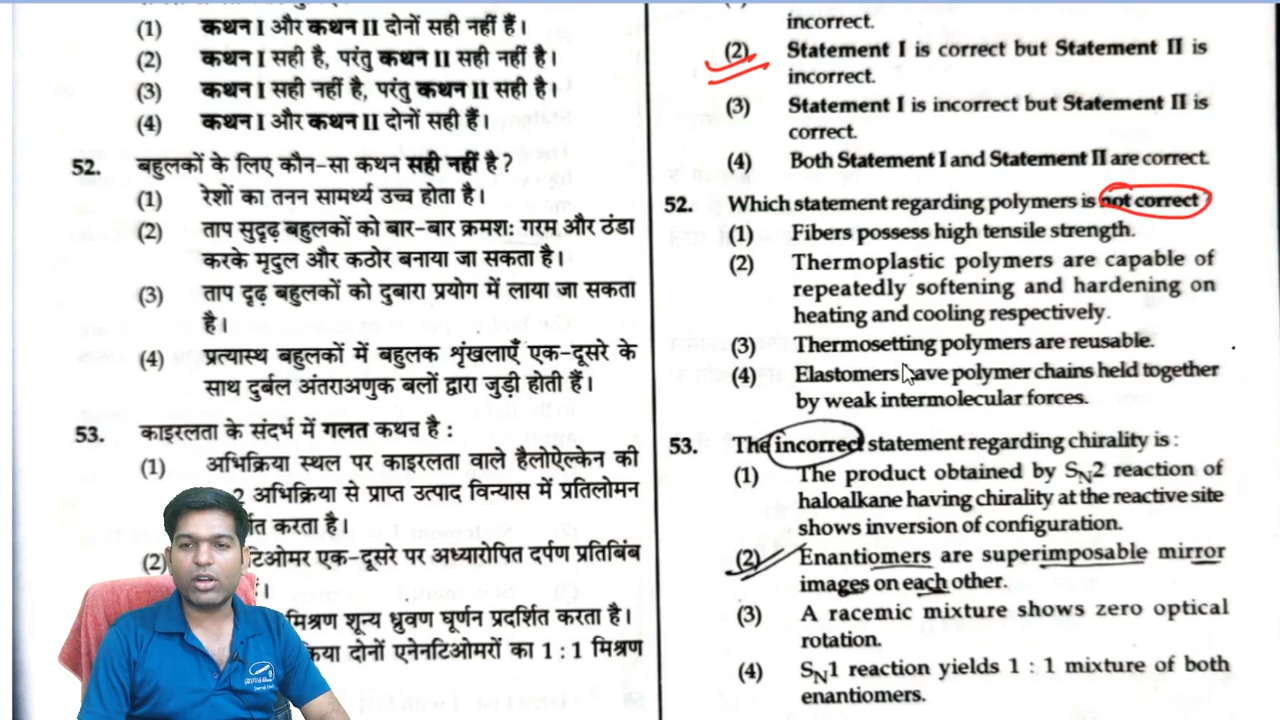 (1) कथन I और कथन II दोनों सही नहीं हैं।
(2) कथन I सही है, परंतु कथन II सही नहीं है।
(3) कथन I सही नहीं है, परंतु कथन II सही है।
(4) कथन I और कथन II दोनों सही हैं।
52. बहुलकों के लिए कौन-सा कथन सही नहीं है ?
(1) रेशों का तनन सामर्थ्य उच्च होता है।
(2) ताप सुदृढ़ बहुलकों को बार-बार क्रमशः गरम और ठंडा
करके मृदुल और कठोर बनाया जा सकता है।
(3) ताप दृढ़ बहुलकों को दुबारा प्रयोग में लाया जा सकता
है।
(4) प्रत्यास्थ बहुलकों में बहुलक शृंखलाएँ एक-दूसरे के
साथ दुर्बल अंतराअणुक बलों द्वारा जुड़ी होती हैं।
53. काइरलता के संदर्भ में गलत कथन है :
(1) अभिक्रिया स्थल पर काइरलता वाले हैलोऐल्केन की
2 अभिक्रिया से प्राप्त उत्पाद विन्यास में प्रतिलोमन
करता है।
(2) टिओमर एक-दूसरे पर अध्यारोपित दर्पण प्रतिबिंब
मिश्रण शून्य ध्रुवण घूर्णन प्रदर्शित करता है।
क्रिया दोनों एनेनटिओमरों का 1 : 1 मिश्रण
incorrect.
(2) Statement I is correct but Statement II is
incorrect.
(3) Statement I is incorrect but Statement II is
correct.
(4) Both Statement I and Statement II are correct.
52. Which statement regarding polymers is not correct ?
(1) Fibers possess high tensile strength.
(2) Thermoplastic polymers are capable of
repeatedly softening and hardening on
heating and cooling respectively.
(3) Thermosetting polymers are reusable.
(4) Elastomers have polymer chains held together
by weak intermolecular forces.
53. The incorrect statement regarding chirality is :
(1) The product obtained by SN2 reaction of
haloalkane having chirality at the reactive site
shows inversion of configuration.
(2) Enantiomers are superimposable mirror
images on each other.
(3) A racemic mixture shows zero optical
rotation.
(4) SN1 reaction yields 1 : 1 mixture of both
enantiomers.